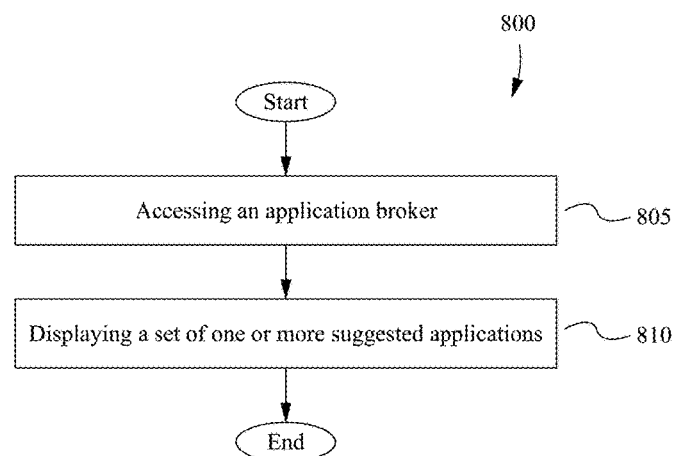 800
Start
Accessing an application broker
805
Displaying a set of one or more suggested applications
810
End